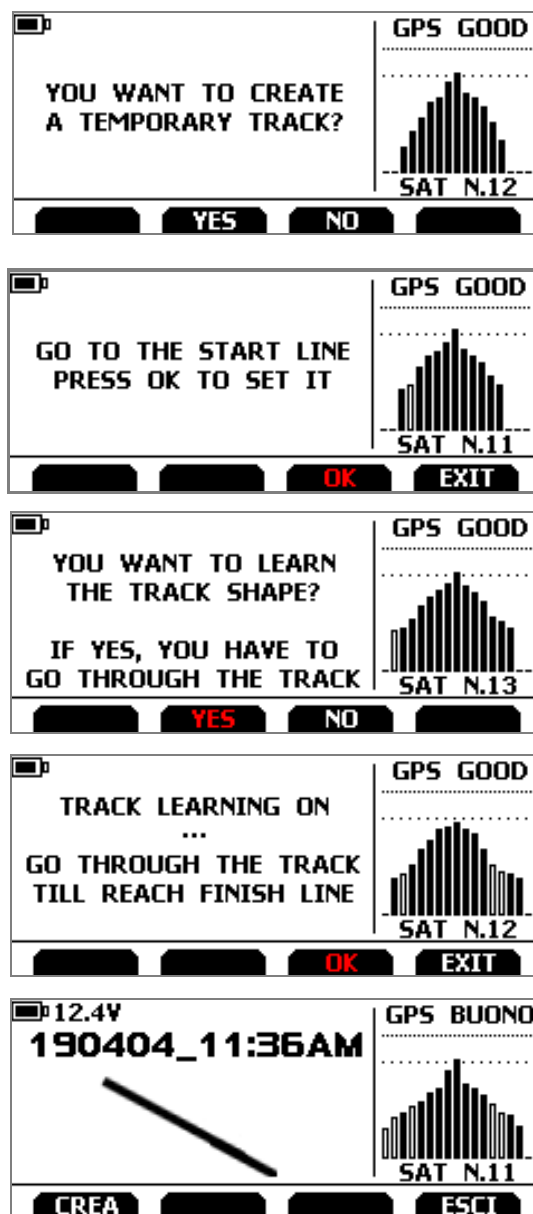 GPS GOOD
YOU WANT TO CREATE
A TEMPORARY TRACK?
SAT N.12
YES NO
GPS GOOD
GO TO THE START LINE
PRESS OK TO SET IT
SAT N.11
OK EXIT
GPS GOOD
YOU WANT TO LEARN
THE TRACK SHAPE?
IF YES, YOU HAVE TO
GO THROUGH THE TRACK
SAT N.13
YES NO
GPS GOOD
TRACK LEARNING ON
...
GO THROUGH THE TRACK
TILL REACH FINISH LINE
SAT N.12
OK EXIT
12.4V GPS BUONO
190404_11:36AM
SAT N.11
CREA ESCI